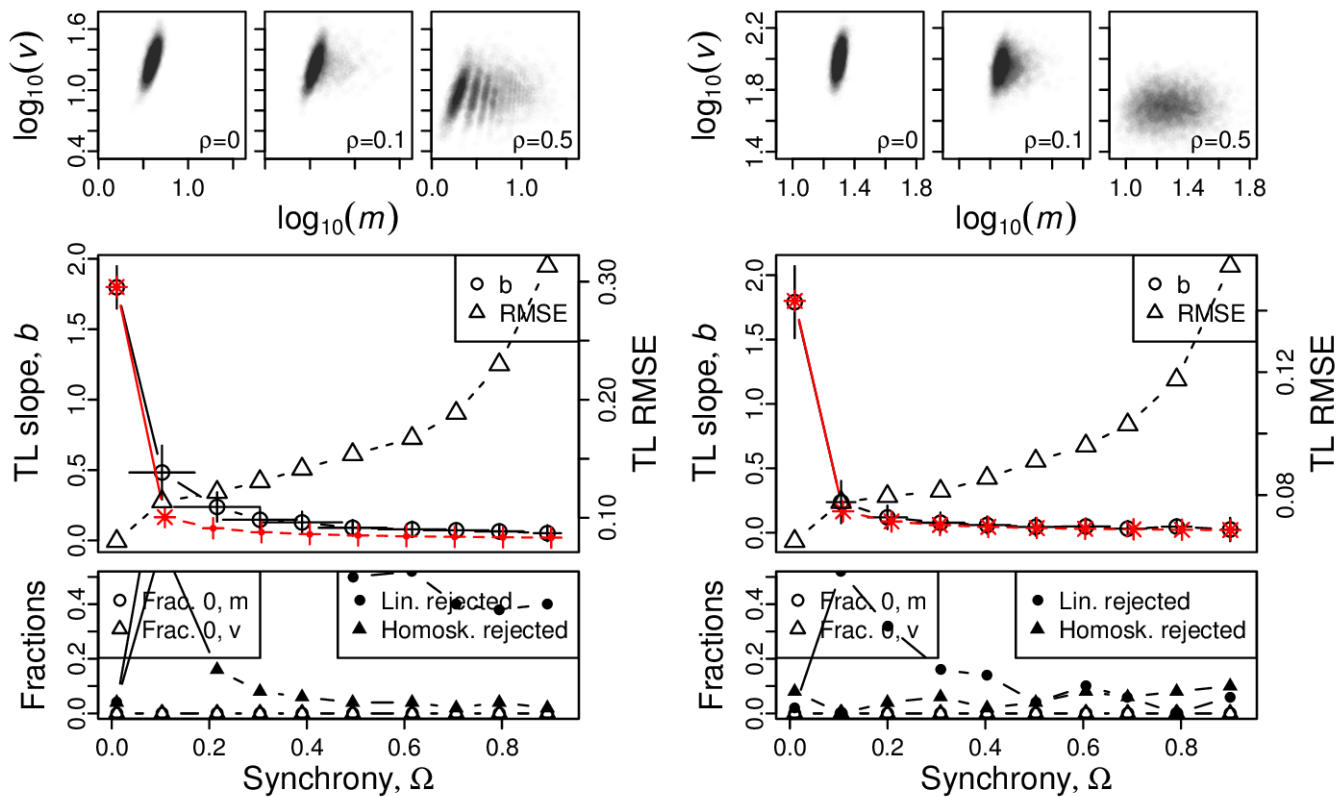 log₁₀(v)
0.4 1.0 1.6
ρ=0
ρ=0.1
ρ=0.5
0.0 1.0
0.0 1.0
log₁₀(m)
log₁₀(v)
1.4 1.8 2.2
ρ=0
ρ=0.1
ρ=0.5
1.0 1.4 1.8
1.0 1.4 1.8
log₁₀(m)
TL slope, b
0.0 0.5 1.0 1.5 2.0
b
RMSE
0.10 0.20 0.30
TL RMSE
TL slope, b
0.0 0.5 1.0 1.5 2.0
b
RMSE
0.08 0.12
TL RMSE
Fractions
0.0 0.2 0.4
Frac. 0, m
Frac. 0, v
Lin. rejected
Homosk. rejected
0.0 0.2 0.4 0.6 0.8
Synchrony, Ω
Fractions
0.0 0.2 0.4
Frac. 0, m
Frac. 0, v
Lin. rejected
Homosk. rejected
0.0 0.2 0.4 0.6 0.8
Synchrony, Ω